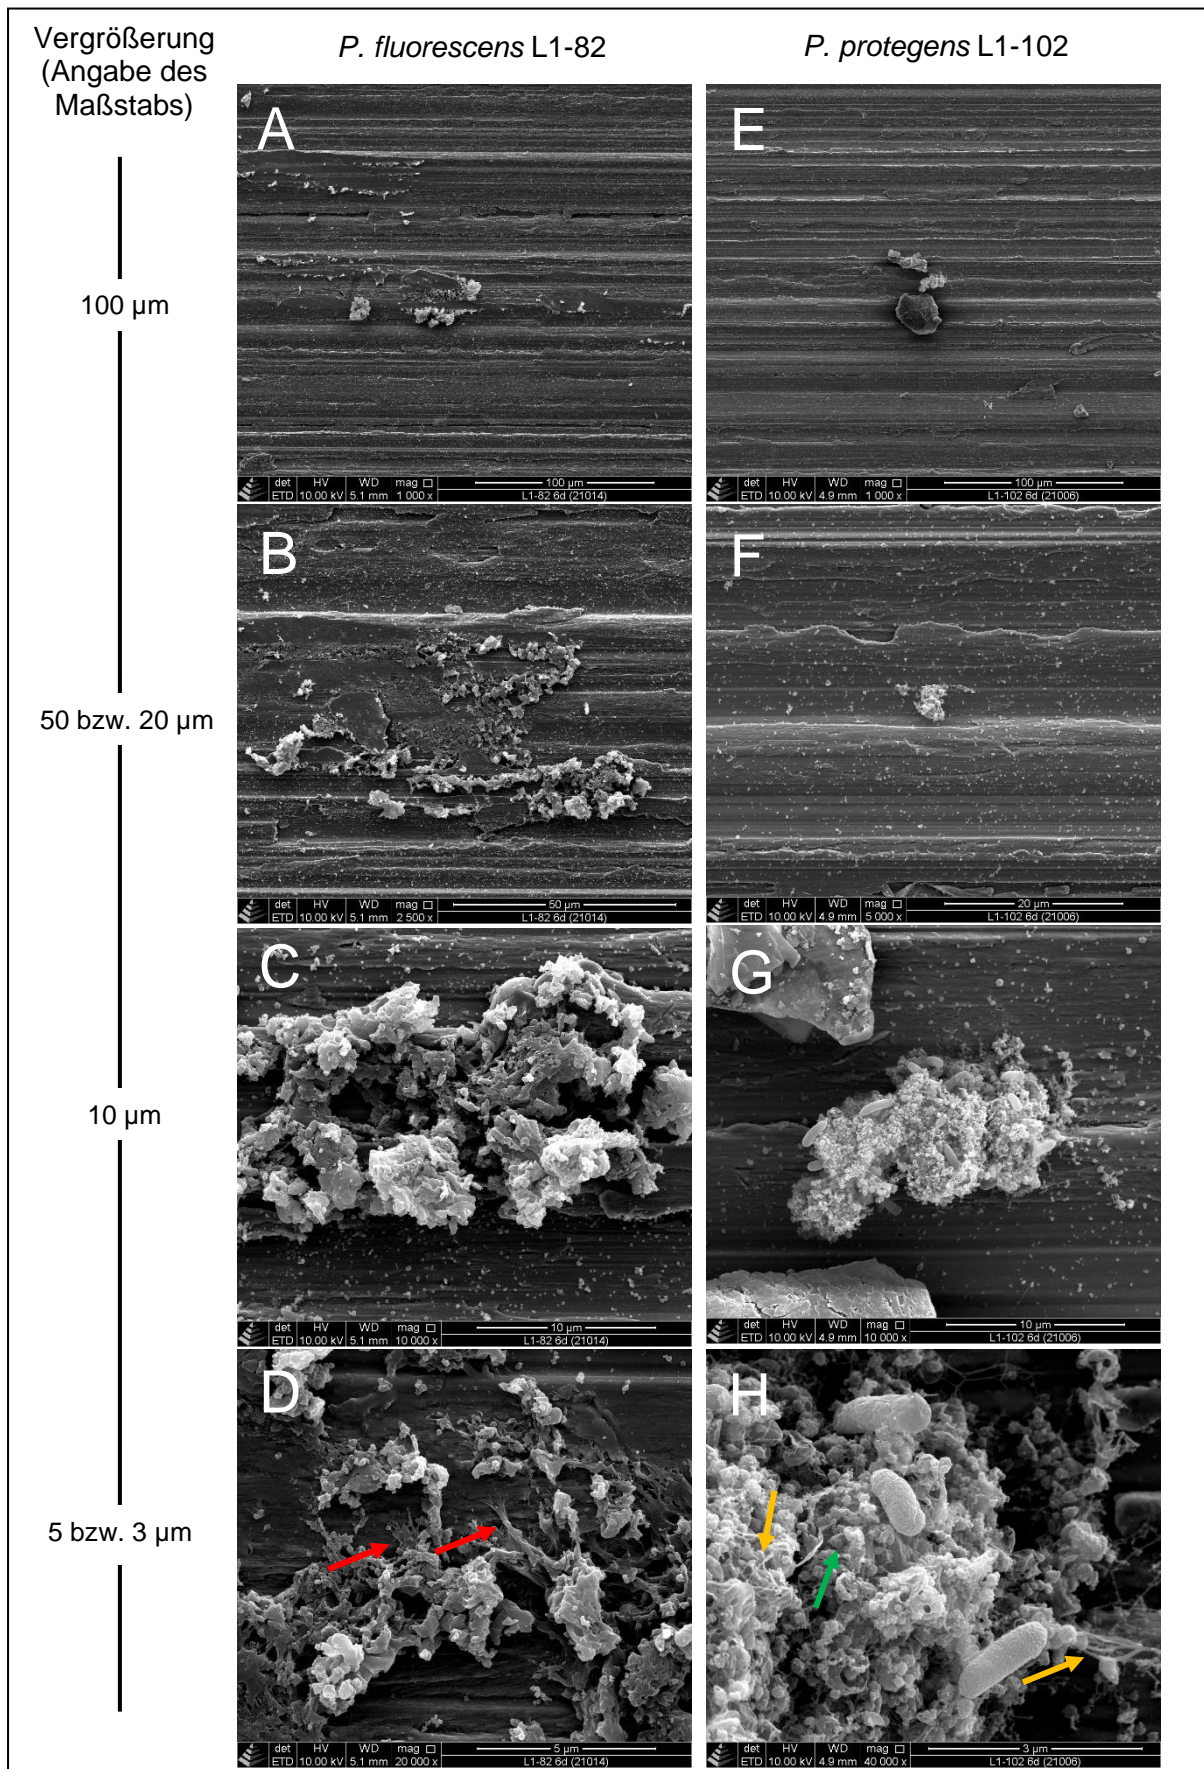 Vergrößerung
(Angabe des
Maßstabs)
P. fluorescens L1-82
P. protegens L1-102
100 µm
50 bzw. 20 µm
10 µm
5 bzw. 3 µm
A
det HV WD mag
ETD 10.00 kV 5.1 mm 1 000 x
100 µm
L1-82 6d (21014)
E
det HV WD mag
ETD 10.00 kV 4.9 mm 1 000 x
100 µm
L1-102 6d (21006)
B
det HV WD mag
ETD 10.00 kV 5.1 mm 2 500 x
50 µm
L1-82 6d (21014)
F
det HV WD mag
ETD 10.00 kV 4.9 mm 5 000 x
20 µm
L1-102 6d (21006)
C
det HV WD mag
ETD 10.00 kV 5.1 mm 10 000 x
10 µm
L1-82 6d (21014)
G
det HV WD mag
ETD 10.00 kV 4.9 mm 10 000 x
10 µm
L1-102 6d (21006)
D
det HV WD mag
ETD 10.00 kV 5.1 mm 20 000 x
5 µm
L1-82 6d (21014)
H
det HV WD mag
ETD 10.00 kV 4.9 mm 40 000 x
3 µm
L1-102 6d (21006)